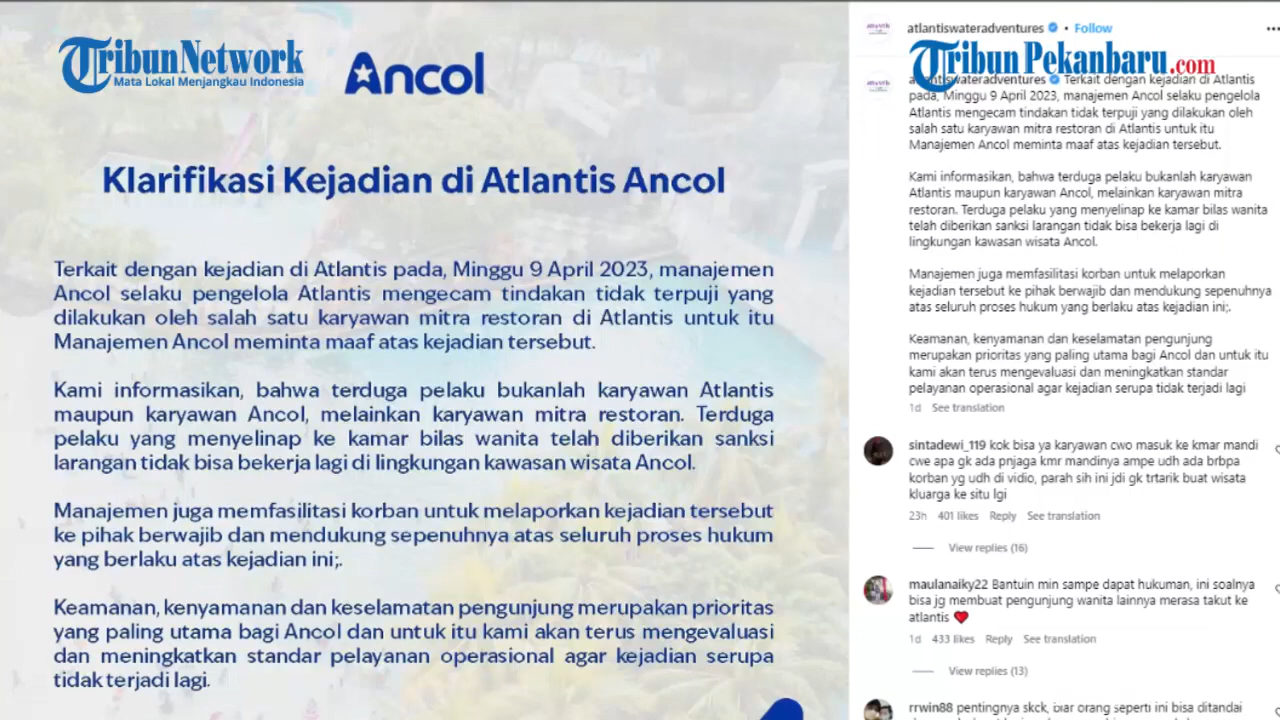 TribunNetwork
Mata Lokal Menjangkau Indonesia
Ancol
Klarifikasi Kejadian di Atlantis Ancol
Terkait dengan kejadian di Atlantis pada, Minggu 9 April 2023, manajemen
Ancol selaku pengelola Atlantis mengecam tindakan tidak terpuji yang
dilakukan oleh salah satu karyawan mitra restoran di Atlantis untuk itu
Manajemen Ancol meminta maaf atas kejadian tersebut.
Kami informasikan, bahwa terduga pelaku bukanlah karyawan Atlantis
maupun karyawan Ancol, melainkan karyawan mitra restoran. Terduga
pelaku yang menyelinap ke kamar bilas wanita telah diberikan sanksi
larangan tidak bisa bekerja lagi di lingkungan kawasan wisata Ancol.
Manajemen juga memfasilitasi korban untuk melaporkan kejadian tersebut
ke pihak berwajib dan mendukung sepenuhnya atas seluruh proses hukum
yang berlaku atas kejadian ini;.
Keamanan, kenyamanan dan keselamatan pengunjung merupakan prioritas
yang paling utama bagi Ancol dan untuk itu kami akan terus mengevaluasi
dan meningkatkan standar pelayanan operasional agar kejadian serupa
tidak terjadi lagi.
atlantiswateradventures • Follow
Tribun Pekanbaru.com
atlantiswateradventures Terkait dengan kejadian di Atlantis
pada, Minggu 9 April 2023, manajemen Ancol selaku pengelola
Atlantis mengecam tindakan tidak terpuji yang dilakukan oleh
salah satu karyawan mitra restoran di Atlantis untuk itu
Manajemen Ancol meminta maaf atas kejadian tersebut.
Kami informasikan, bahwa terduga pelaku bukanlah karyawan
Atlantis maupun karyawan Ancol, melainkan karyawan mitra
restoran. Terduga pelaku yang menyelinap ke kamar bilas wanita
telah diberikan sanksi larangan tidak bisa bekerja lagi di
lingkungan kawasan wisata Ancol.
Manajemen juga memfasilitasi korban untuk melaporkan
kejadian tersebut ke pihak berwajib dan mendukung sepenuhnya
atas seluruh proses hukum yang berlaku atas kejadian ini;.
Keamanan, kenyamanan dan keselamatan pengunjung
merupakan prioritas yang paling utama bagi Ancol dan untuk itu
kami akan terus mengevaluasi dan meningkatkan standar
pelayanan operasional agar kejadian serupa tidak terjadi lagi
1d See translation
sintadewi_119 kok bisa ya karyawan cwo masuk ke kmar mandi
cwe apa gk ada pnjaga kmr mandinya ampe udh ada brbpa
korban yg udh di vidio, parah sih ini jdi gk trtarik buat wisata
kluarga ke situ lgi
23h 401 likes Reply See translation
View replies (16)
maulanaiky22 Bantuin min sampe dapat hukuman, ini soalnya
bisa jg membuat pengunjung wanita lainnya merasa takut ke
atlantis ❤️
1d 433 likes Reply See translation
View replies (13)
rrwin88 pentingnya skck, biar orang seperti ini bisa ditandai